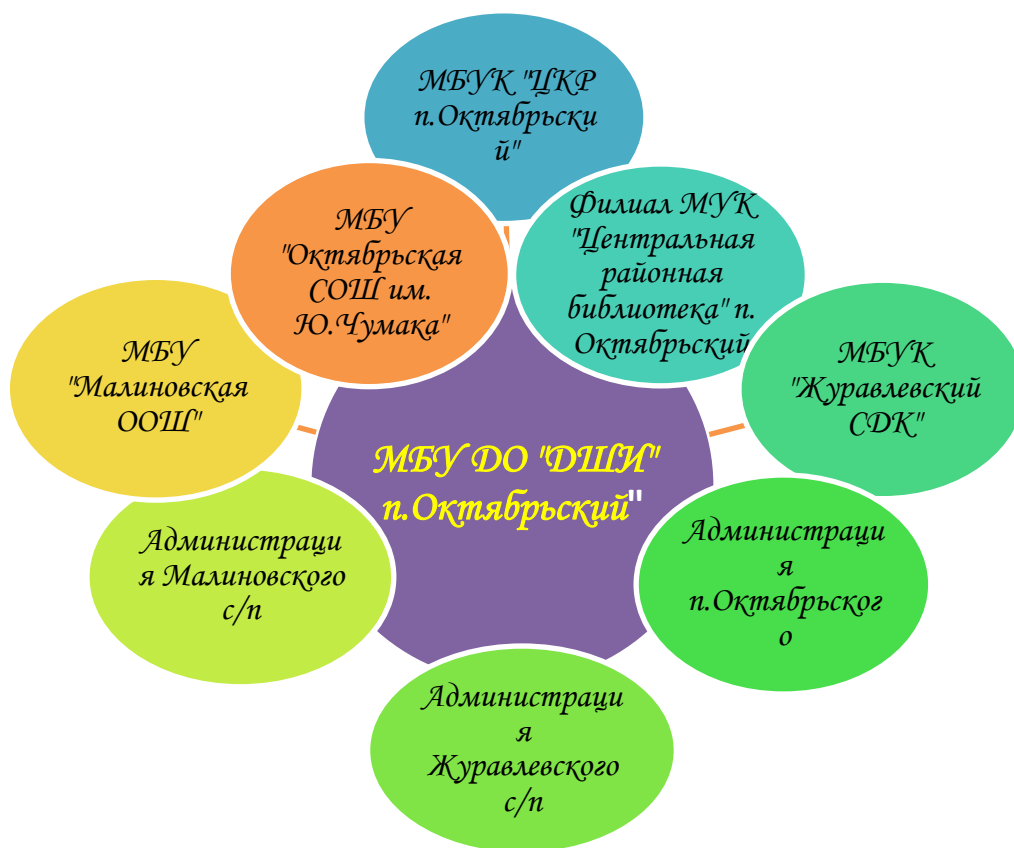 МБУК "ЦКР
п.Октябрьски
й"
МБУ
"Октябрьская
СОШ им.
Ю.Чумака"
Филиал МУК
"Центральная
районная
библиотека" п.
Октябрьский
МБУ
"Малиновская
ООШ"
МБУК
"Журавлевский
СДК"
МБУ ДО "ДШИ"
п.Октябрьский"
Администраци
я Малиновского
с/п
Администраци
я
п.Октябрьског
о
Администраци
я
Журавлевского
с/п